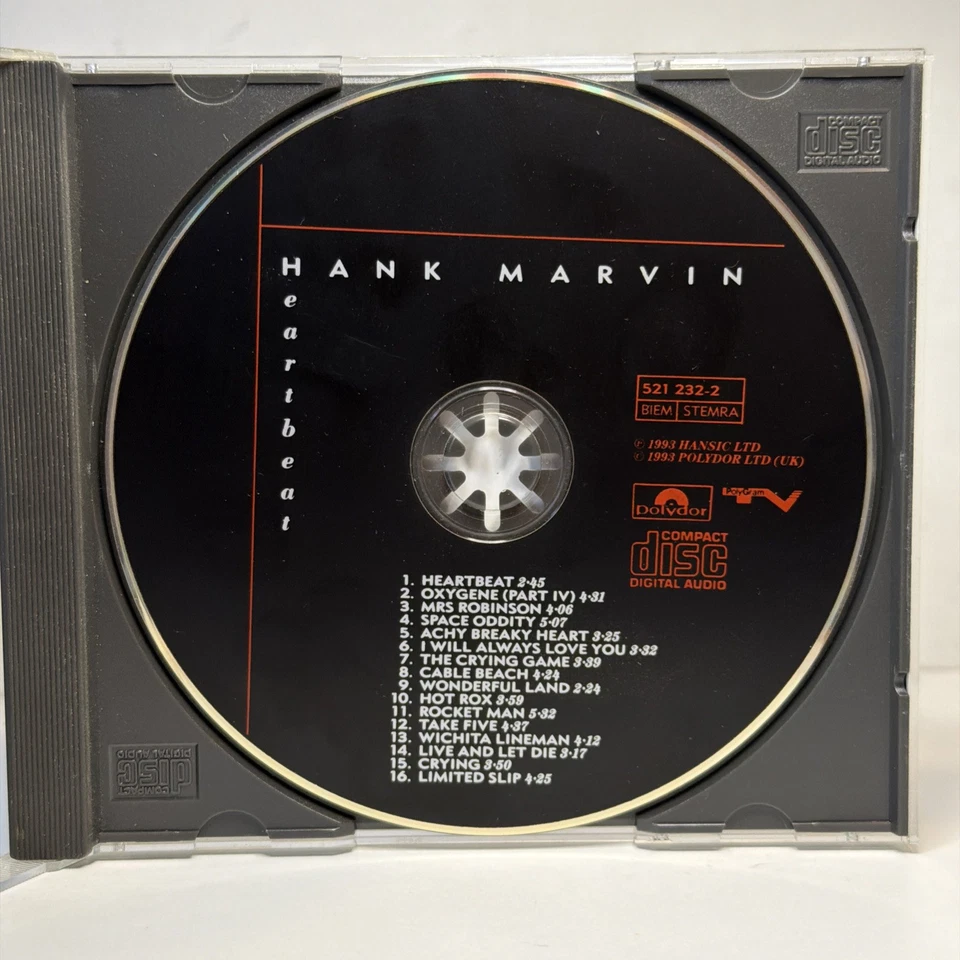 COMPACT
disc
DIGITAL AUDIO
HANK MARVIN
Heartbeat
521 232-2
BIEM STEMRA
℗ 1993 HANSIC LTD
© 1993 POLYDOR LTD (UK)
Polydor
PolyGram TV
COMPACT
disc
DIGITAL AUDIO
1. HEARTBEAT 2·45
2. OXYGENE (PART IV) 4·31
3. MRS ROBINSON 4·06
4. SPACE ODDITY 5·07
5. ACHY BREAKY HEART 3·25
6. I WILL ALWAYS LOVE YOU 3·32
7. THE CRYING GAME 3·39
8. CABLE BEACH 4·24
9. WONDERFUL LAND 2·24
10. HOT ROX 3·59
11. ROCKET MAN 5·32
12. TAKE FIVE 4·37
13. WICHITA LINEMAN 4·12
14. LIVE AND LET DIE 3·17
15. CRYING 3·50
16. LIMITED SLIP 4·25
COMPACT
disc
DIGITAL AUDIO